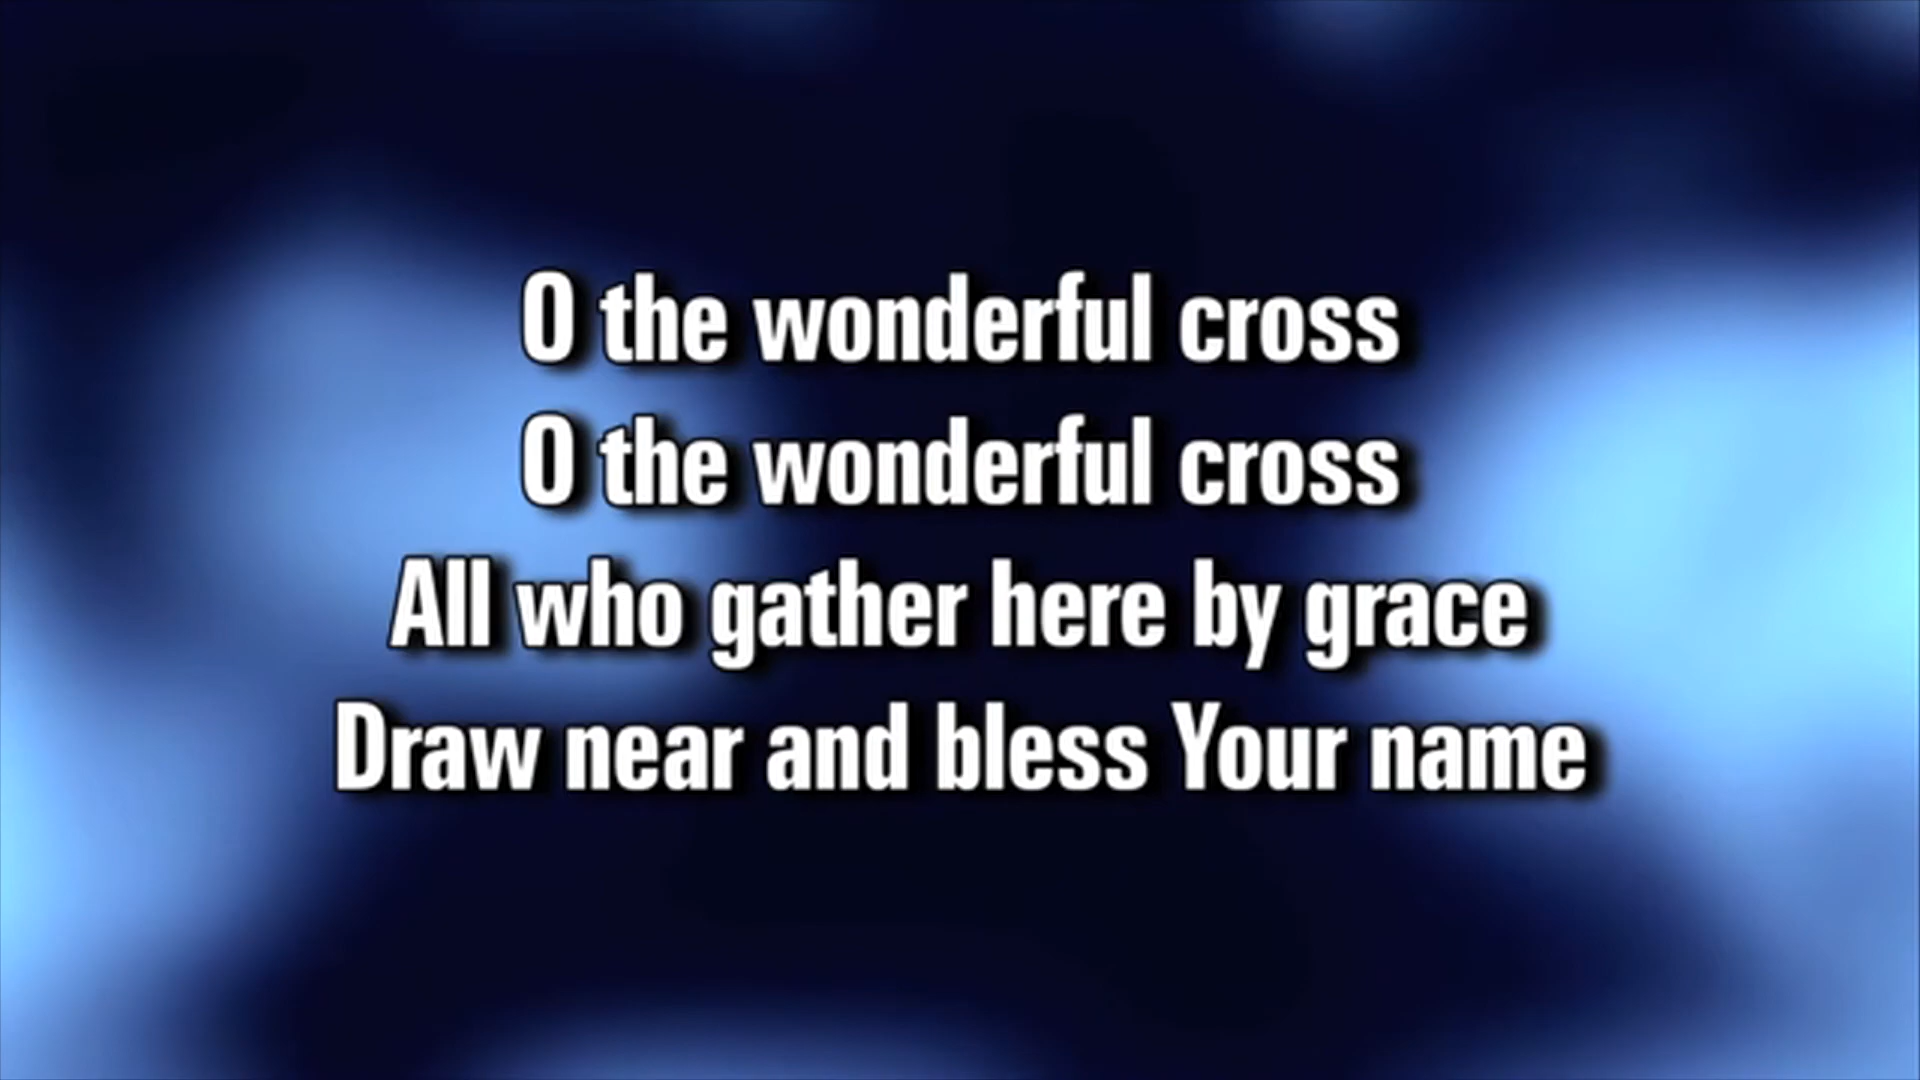 O the wonderful cross
O the wonderful cross
All who gather here by grace
Draw near and bless Your name